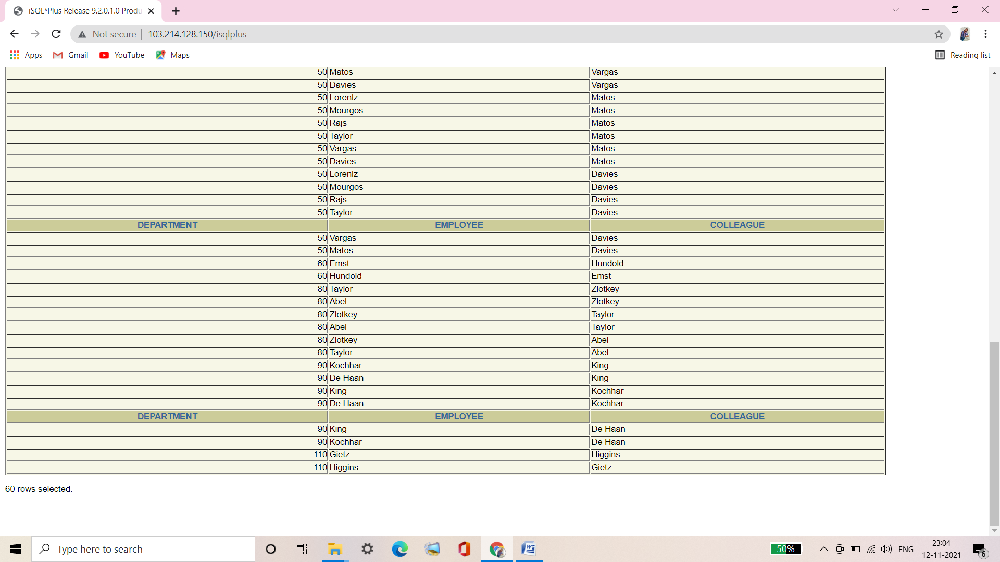 iSQL*Plus Release 9.2.0.1.0 Produ
Not secure | 103.214.128.150/isqlplus
Apps Gmail YouTube Maps Reading list
50 Matos Vargas
50 Davies Vargas
50 Lorenlz Matos
50 Mourgos Matos
50 Rajs Matos
50 Taylor Matos
50 Vargas Matos
50 Davies Matos
50 Lorenlz Davies
50 Mourgos Davies
50 Rajs Davies
50 Taylor Davies
DEPARTMENT EMPLOYEE COLLEAGUE
50 Vargas Davies
50 Matos Davies
60 Emst Hundold
60 Hundold Emst
80 Taylor Zlotkey
80 Abel Zlotkey
80 Zlotkey Taylor
80 Abel Taylor
80 Zlotkey Abel
80 Taylor Abel
90 Kochhar King
90 De Haan King
90 King Kochhar
90 De Haan Kochhar
DEPARTMENT EMPLOYEE COLLEAGUE
90 King De Haan
90 Kochhar De Haan
110 Gietz Higgins
110 Higgins Gietz
60 rows selected.
Type here to search
50%
ENG
23:04
12-11-2021
6